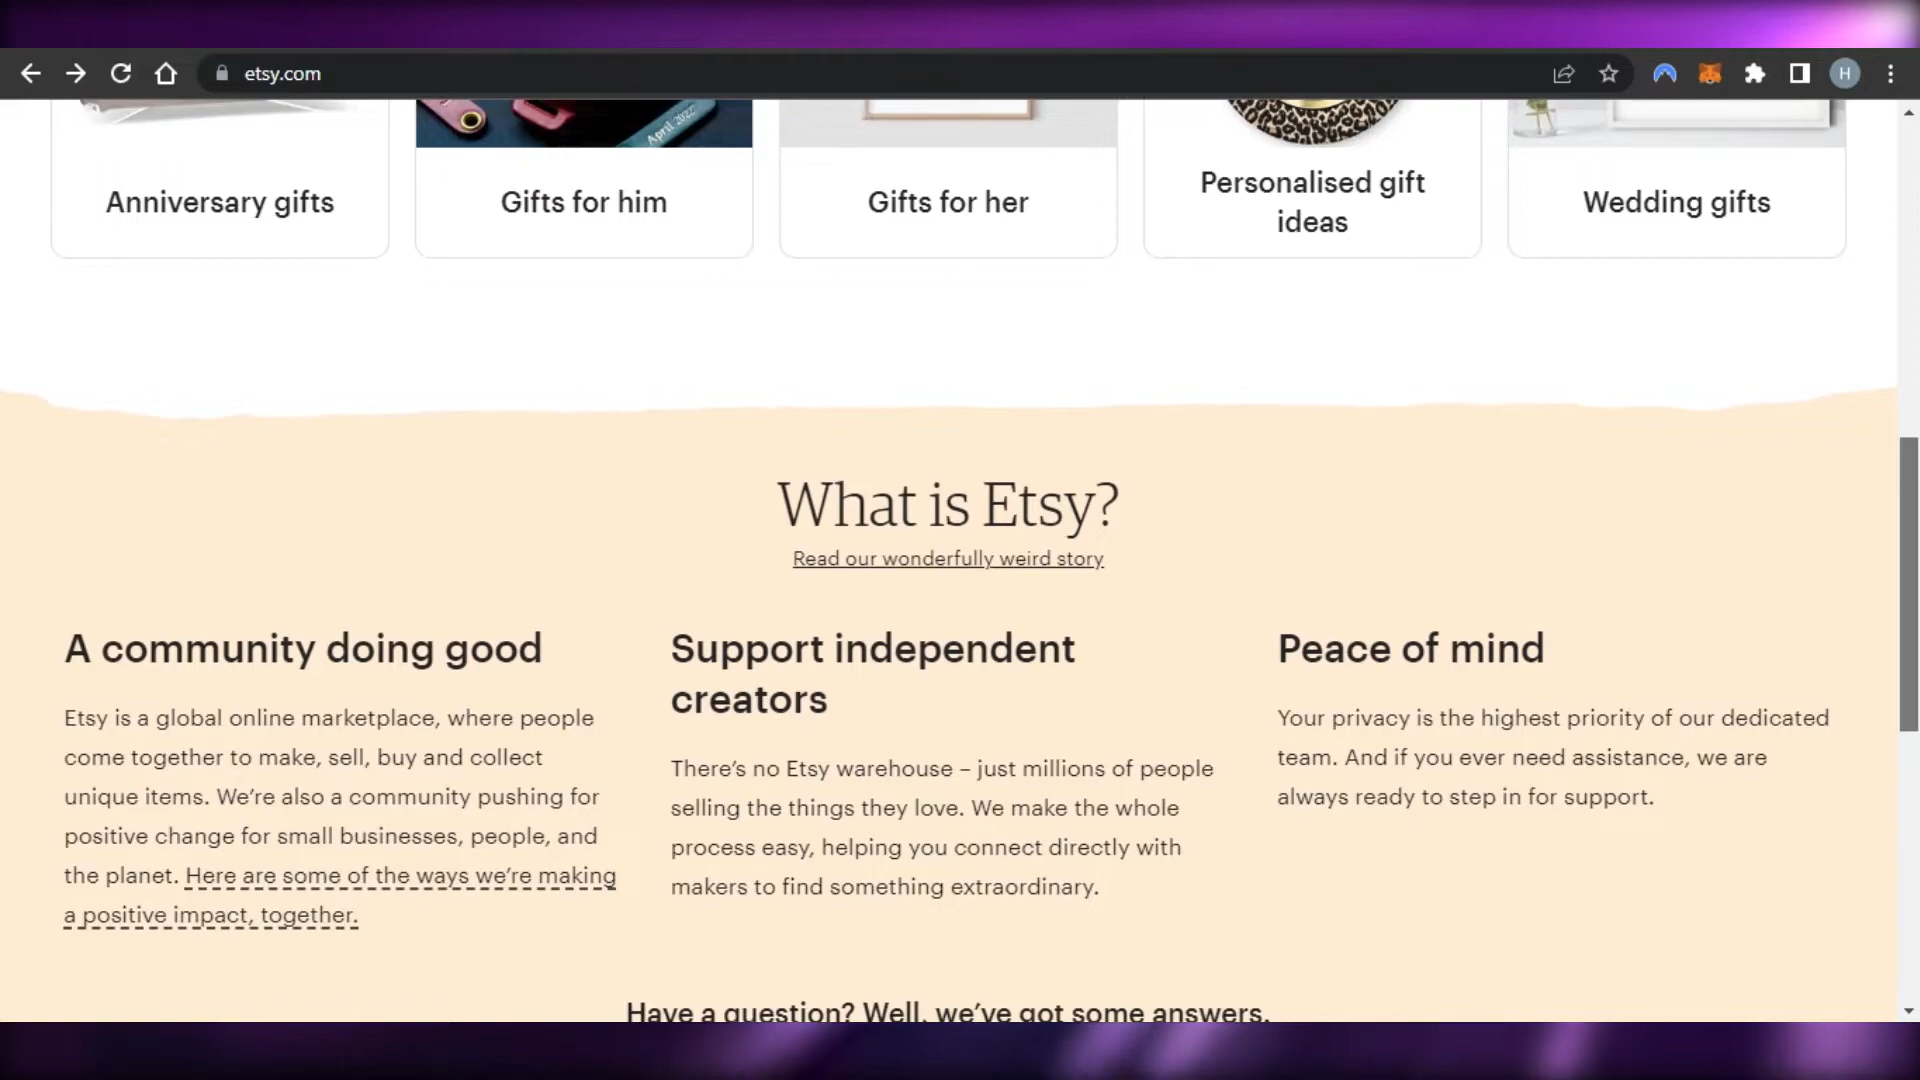 etsy.com
H
April 2022
Anniversary gifts
Gifts for him
Gifts for her
Personalised gift
ideas
Wedding gifts
What is Etsy?
Read our wonderfully weird story
A community doing good
Etsy is a global online marketplace, where people
come together to make, sell, buy and collect
unique items. We’re also a community pushing for
positive change for small businesses, people, and
the planet. Here are some of the ways we’re making
a positive impact, together.
Support independent
creators
There’s no Etsy warehouse – just millions of people
selling the things they love. We make the whole
process easy, helping you connect directly with
makers to find something extraordinary.
Peace of mind
Your privacy is the highest priority of our dedicated
team. And if you ever need assistance, we are
always ready to step in for support.
Have a question? Well, we’ve got some answers.